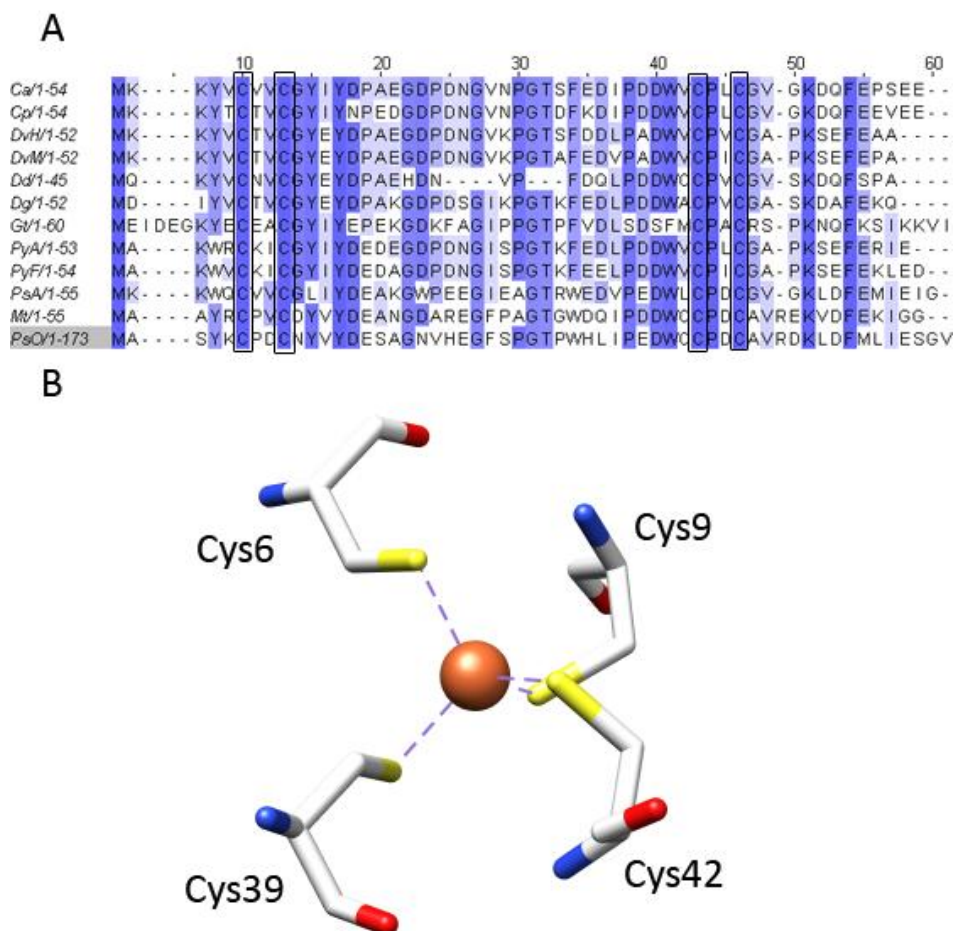 A
10 20 30 40 50 60
Ca/1-54 MK----KYVCVVCGYIYDPAEGDPDNGVNPGTSFEDIPDDWVCPLCGV-GKDQFEPSEE--
Cp/1-54 MK----KYTCTVCGYIYNPEDGDPDNGVNPGTDFKDIPDDWVCPLCGV-GKDQFEEVEE--
DvH/1-52 MK----KYVCTVCGYEYDPAEGDPDNGVKPGTSFDDLPADWVCPVCGA-PKSEFEAA----
DvM/1-52 MK----KYVCTVCGYEYDPAEGDPDNGVKPGTAFEDVPADWVCPICGA-PKSEFEPA----
Dd/1-45 MQ----KYVCNVCGYEYDPAEHDN----VP---FDQLPDDWCCPVCGV-SKDQFSPA----
Dg/1-52 MD----IYVCTVCGYEYDPAKGDPDSGIKPGTKFEDLPDDWACPVCGA-SKDAFEKQ----
Gt/1-60 MEIDEGKYECEACGYIYEPEKGDKFAGIPPGTPFVDLSDSFMCPACRS-PKNQFKSIKKVI
PyA/1-53 MA----KWRCKICGYIYDEDEGDPDNGISPGTKFEDLPDDWVCPLCGA-PKSEFERIE---
PyF/1-54 MA----KWVCKICGYIYDEDAGDPDNGISPGTKFEELPDDWVCPICGA-PKSEFEKLED--
PsA/1-55 MK----KWQCVVCGLIYDEAKGWPEEGIEAGTRWEDVPEDWLCPDCGV-GKLDFEMIEIG-
Mt/1-55 MA----AYRCPVCDYVYDEANGDAREGFPAGTGWDQIPDDWCCPDCAVREKVDFEKIGG--
PsO/1-173 MA----SYKCPDCNYVYDESAGNVHEGFSPGTPWHLIPEDWCCPDCAVRDKLDFMLIESGV
B
Cys6
Cys9
Cys39
Cys42